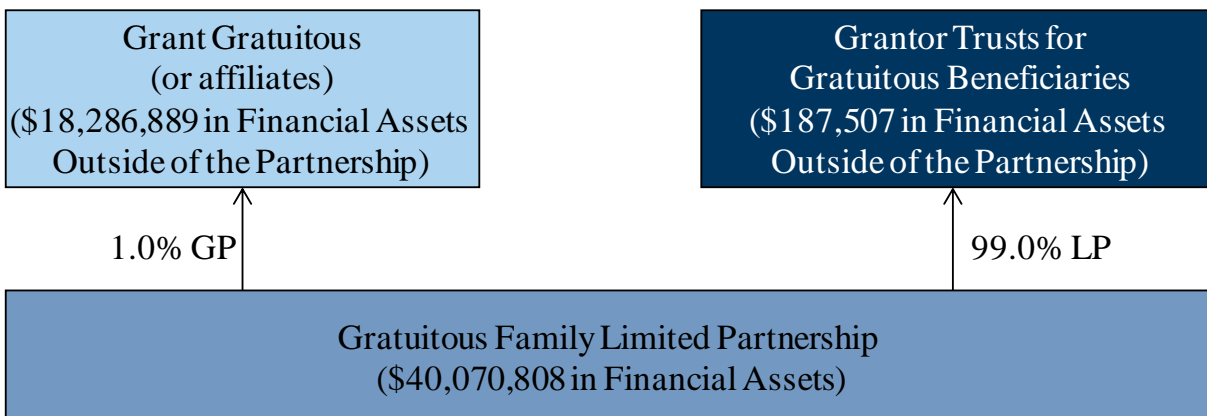 Grant Gratuitous
(or affiliates)
($18,286,889 in Financial Assets
Outside of the Partnership)
Grantor Trusts for
Gratuitous Beneficiaries
($187,507 in Financial Assets
Outside of the Partnership)
1.0% GP
99.0% LP
Gratuitous Family Limited Partnership
($40,070,808 in Financial Assets)